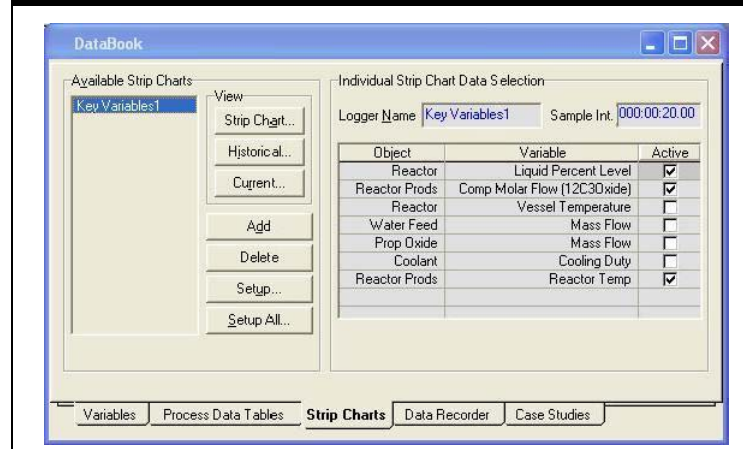 DataBook
Available Strip Charts
Key Variables1
View
Strip Chart...
Historical...
Current...
Add
Delete
Setup...
Setup All...
Individual Strip Chart Data Selection
Logger Name Key Variables1 Sample Int. 000:00:20.00
Object Variable Active
Reactor Liquid Percent Level
Reactor Prods Comp Molar Flow (12C3Oxide)
Reactor Vessel Temperature
Water Feed Mass Flow
Prop Oxide Mass Flow
Coolant Cooling Duty
Reactor Prods Reactor Temp
Variables Process Data Tables Strip Charts Data Recorder Case Studies